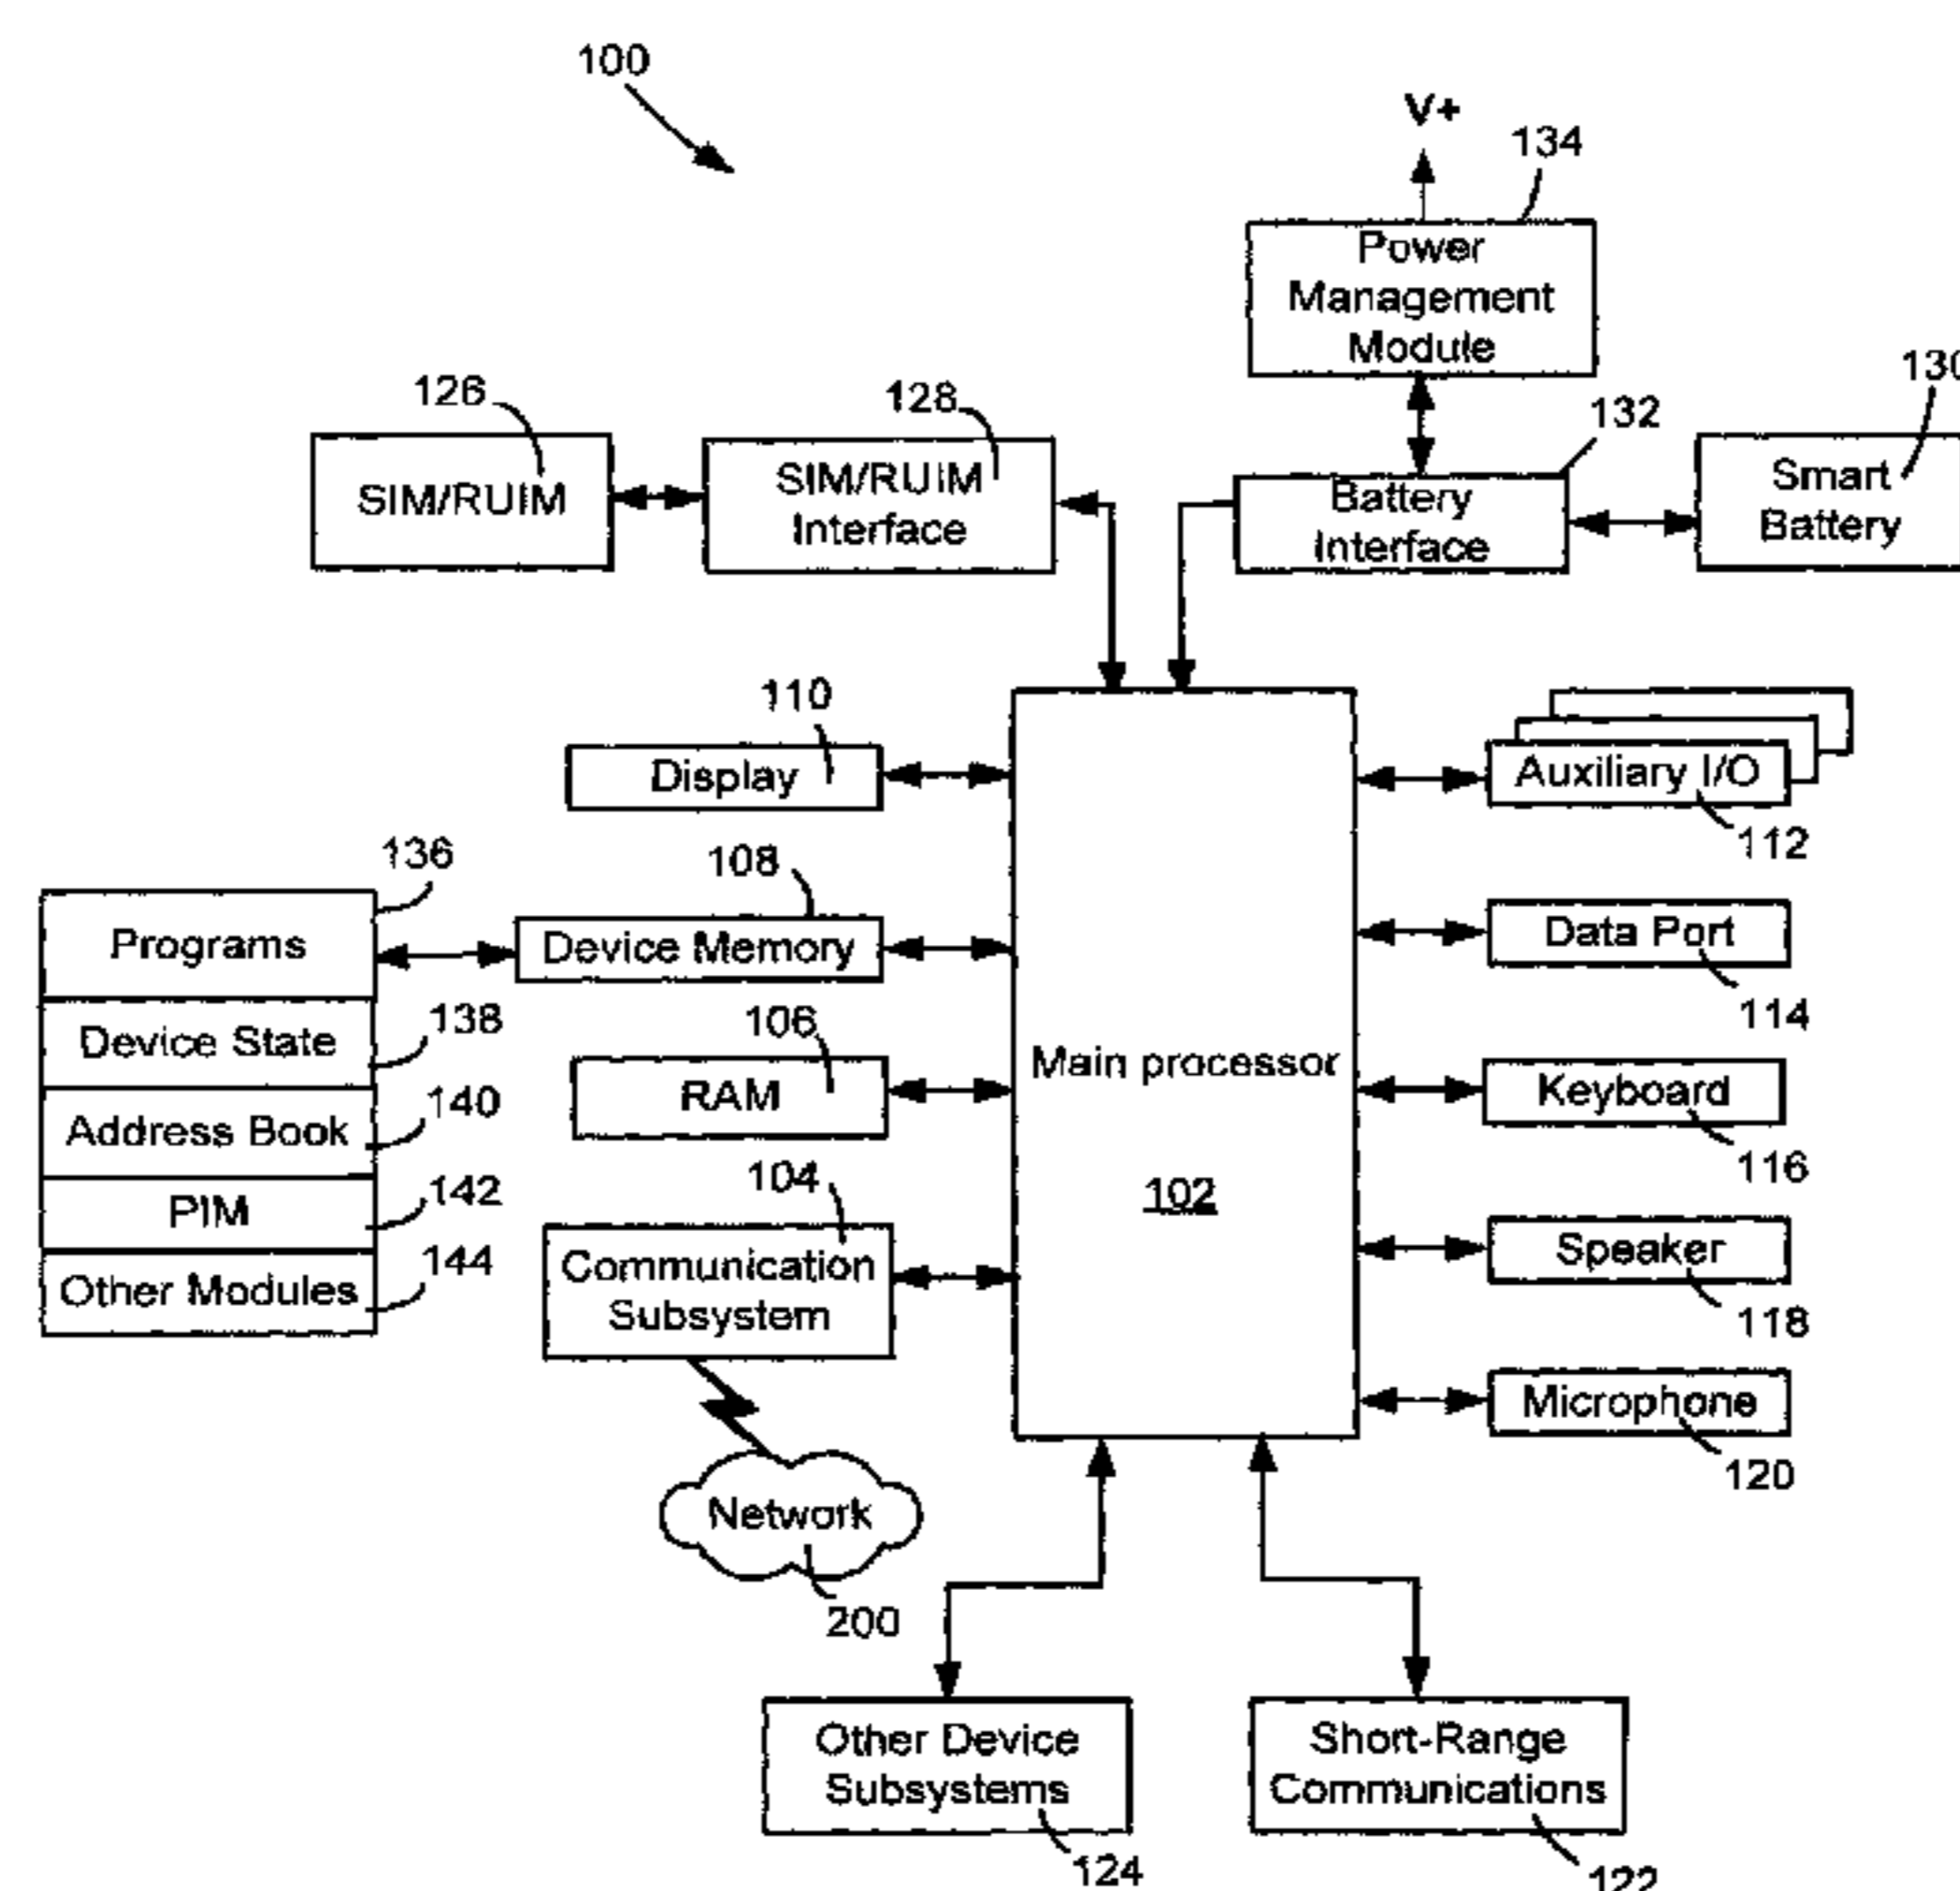 100
V+
134
Power
Management
Module
126
128
132
130
SIM/RUIM
SIM/RUIM
Interface
Battery
Interface
Smart
Battery
110
Display
Auxiliary I/O
112
136
108
Programs
Device Memory
Data Port
114
138
Device State
106
RAM
Main processor
102
Keyboard
116
140
Address Book
142
PIM
104
Communication
Subsystem
Speaker
118
144
Other Modules
Microphone
120
Network
200
Other Device
Subsystems
124
Short-Range
Communications
122